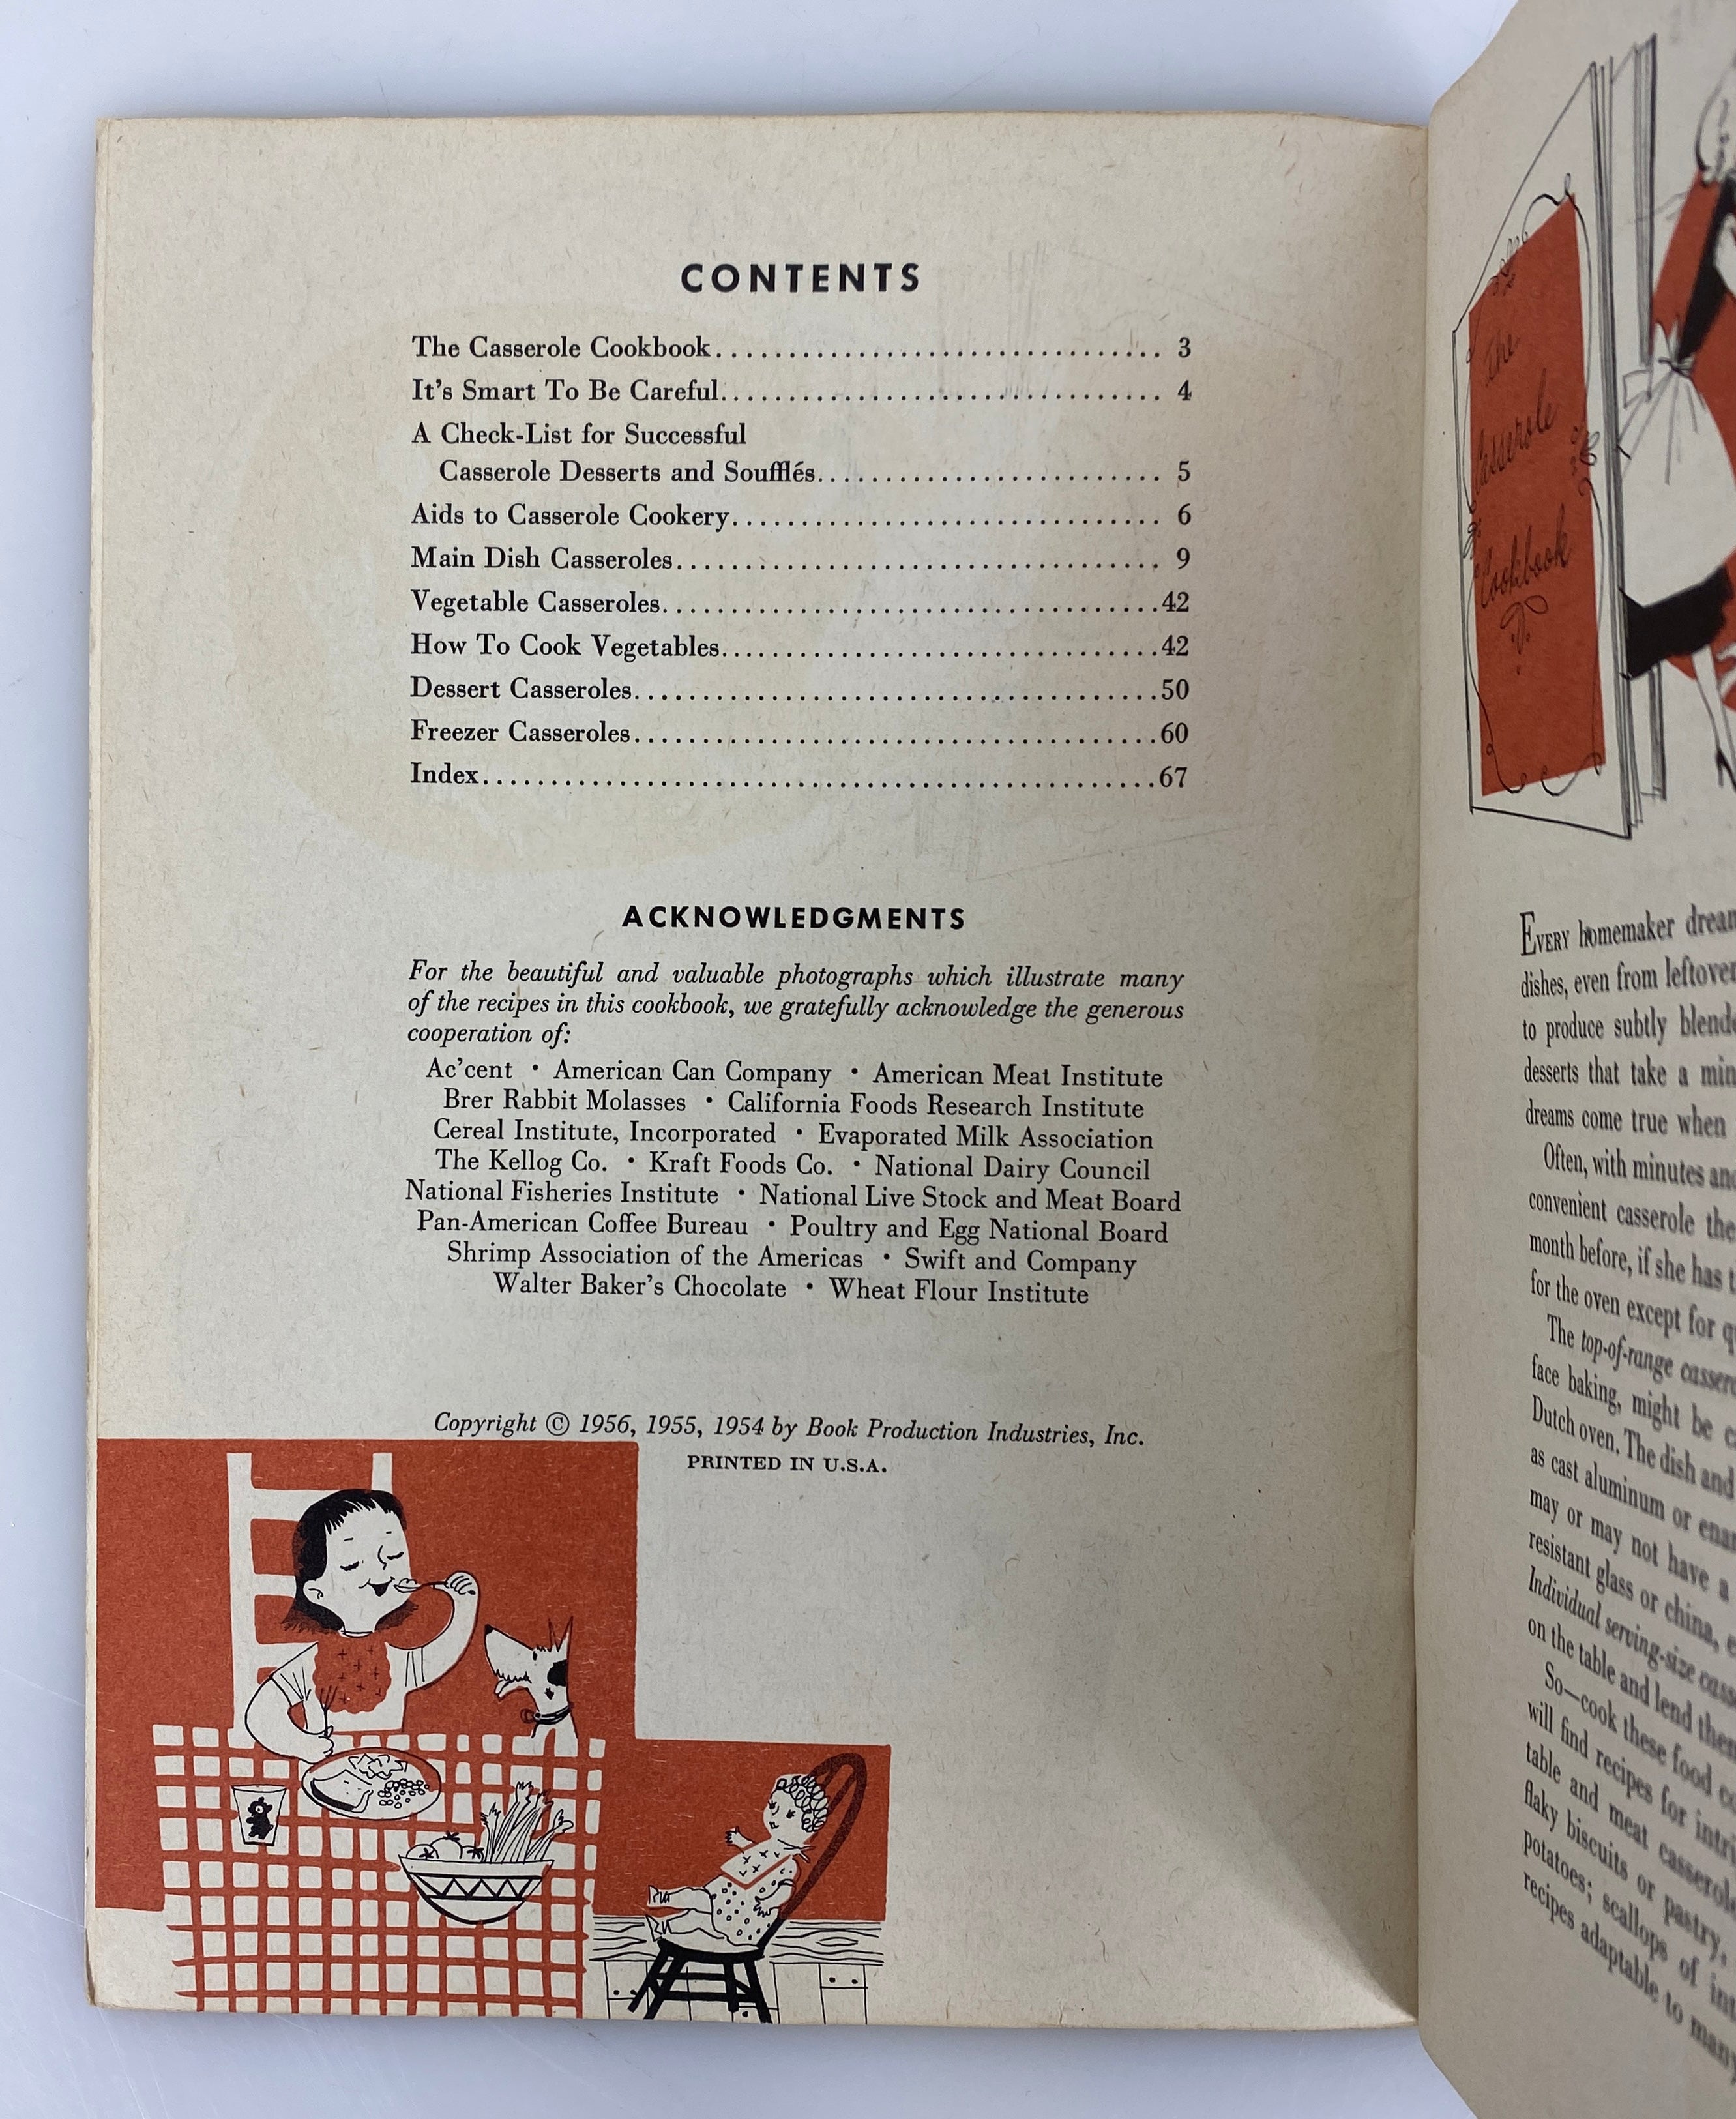 CONTENTS
The Casserole Cookbook................................ 3
It's Smart To Be Careful................................ 4
A Check-List for Successful
Casserole Desserts and Soufflés......................... 5
Aids to Casserole Cookery............................... 6
Main Dish Casseroles................................... 9
Vegetable Casseroles....................................42
How To Cook Vegetables................................42
Dessert Casseroles......................................50
Freezer Casseroles......................................60
Index.................................................67
ACKNOWLEDGMENTS
For the beautiful and valuable photographs which illustrate many
of the recipes in this cookbook, we gratefully acknowledge the generous
cooperation of:
Ac'cent • American Can Company • American Meat Institute
Brer Rabbit Molasses • California Foods Research Institute
Cereal Institute, Incorporated • Evaporated Milk Association
The Kellog Co. • Kraft Foods Co. • National Dairy Council
National Fisheries Institute • National Live Stock and Meat Board
Pan-American Coffee Bureau • Poultry and Egg National Board
Shrimp Association of the Americas • Swift and Company
Walter Baker's Chocolate • Wheat Flour Institute
Copyright © 1956, 1955, 1954 by Book Production Industries, Inc.
PRINTED IN U.S.A.
The
Casserole
Cookbook
EVERY homemaker
dishes, even from
to produce subtly
desserts that take a
dreams come true when
Often, with minutes
convenient casserole
month before, if she has
for the oven except for
The top-of-range
face baking, might be
Dutch oven. The dish and
as cast aluminum or
may or may not have a
resistant glass or china,
Individual serving-size
on the table and lend
So—cook these food
will find recipes for
table and meat
flaky biscuits or pastry,
potatoes; scallops of
recipes adaptable to